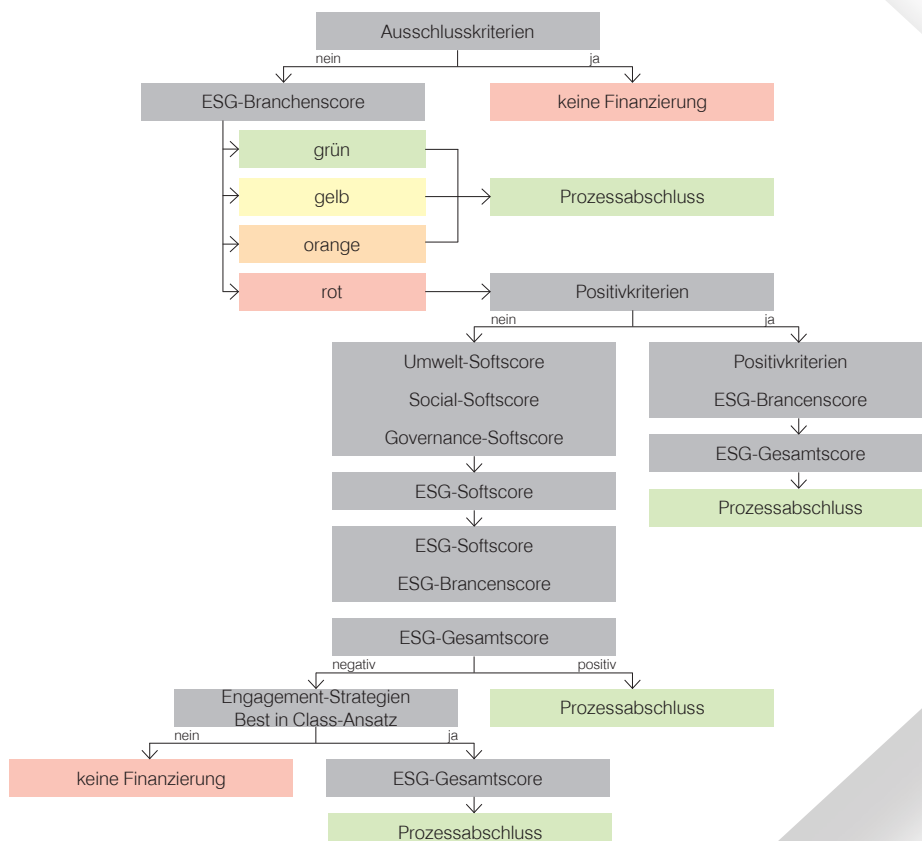 Ausschlusskriterien
nein
ja
ESG-Branchenscore
keine Finanzierung
grün
gelb
Prozessabschluss
orange
rot
Positivkriterien
nein
ja
Umwelt-Softscore
Social-Softscore
Governance-Softscore
Positivkriterien
ESG-Brancenscore
ESG-Gesamtscore
ESG-Softscore
Prozessabschluss
ESG-Softscore
ESG-Brancenscore
ESG-Gesamtscore
negativ
positiv
Engagement-Strategien
Best in Class-Ansatz
Prozessabschluss
nein
ja
keine Finanzierung
ESG-Gesamtscore
Prozessabschluss